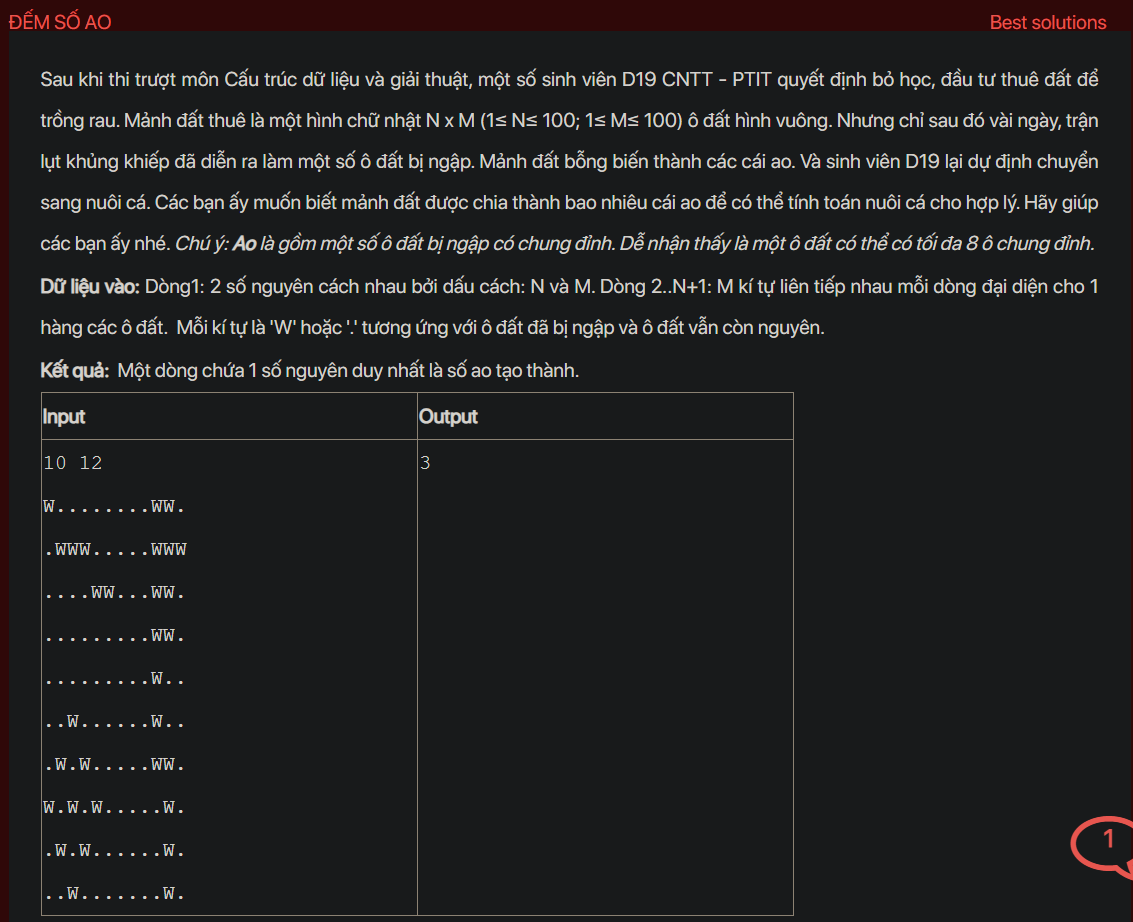 ĐẾM SỐ AO
Best solutions
Sau khi thi trượt môn Cấu trúc dữ liệu và giải thuật, một số sinh viên D19 CNTT - PTIT quyết định bỏ học, đầu tư thuê đất để
trồng rau. Mảnh đất thuê là một hình chữ nhật N x M (1≤ N≤ 100; 1≤ M≤ 100) ô đất hình vuông. Nhưng chỉ sau đó vài ngày, trận
lụt khủng khiếp đã diễn ra làm một số ô đất bị ngập. Mảnh đất bỗng biến thành các cái ao. Và sinh viên D19 lại dự định chuyển
sang nuôi cá. Các bạn ấy muốn biết mảnh đất được chia thành bao nhiêu cái ao để có thể tính toán nuôi cá cho hợp lý. Hãy giúp
các bạn ấy nhé. Chú ý: Ao là gồm một số ô đất bị ngập có chung đỉnh. Dễ nhận thấy là một ô đất có thể có tối đa 8 ô chung đỉnh.
Dữ liệu vào: Dòng1: 2 số nguyên cách nhau bởi dấu cách: N và M. Dòng 2..N+1: M kí tự liên tiếp nhau mỗi dòng đại diện cho 1
hàng các ô đất. Mỗi kí tự là 'W' hoặc '.' tương ứng với ô đất đã bị ngập và ô đất vẫn còn nguyên.
Kết quả: Một dòng chứa 1 số nguyên duy nhất là số ao tạo thành.
Input
Output
10 12
3
W........WW.
.WWW.....WWW
....WW...WW.
.........WW.
.........W..
..W......W..
.W.W.....WW.
W.W.W.....W.
.W.W......W.
..W.......W.
1